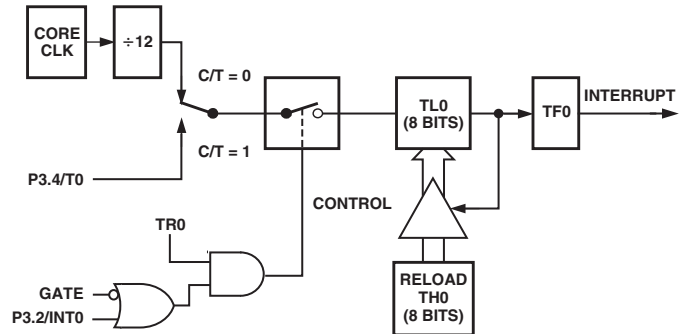 CORE
CLK
÷12
C/T = 0
C/T = 1
P3.4/T0
TL0
(8 BITS)
TF0
INTERRUPT
CONTROL
TR0
GATE
P3.2/INT0
RELOAD
TH0
(8 BITS)